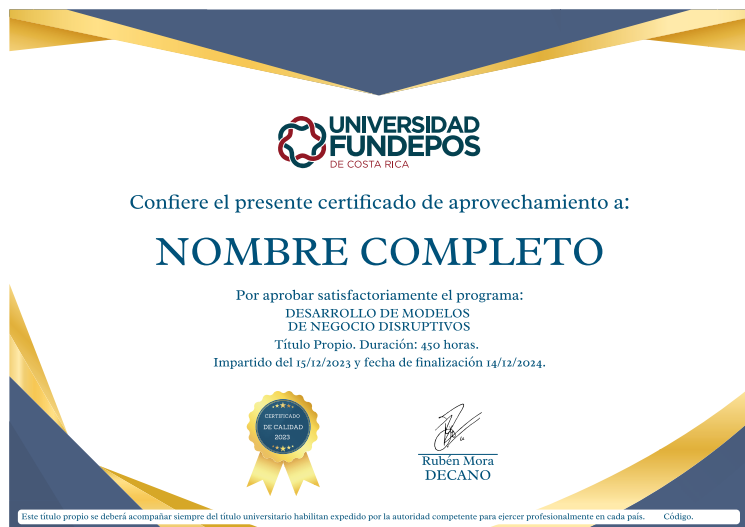 UNIVERSIDAD
FUNDEPOS
DE COSTA RICA
Confiere el presente certificado de aprovechamiento a:
NOMBRE COMPLETO
Por aprobar satisfactoriamente el programa:
DESARROLLO DE MODELOS
DE NEGOCIO DISRUPTIVOS
Título Propio. Duración: 450 horas.
Impartido del 15/12/2023 y fecha de finalización 14/12/2024.
CERTIFICADO
DE CALIDAD
2023
Rubén Mora
DECANO
Este título propio se deberá acompañar siempre del título universitario habilitan expedido por la autoridad competente para ejercer profesionalmente en cada país. Código.